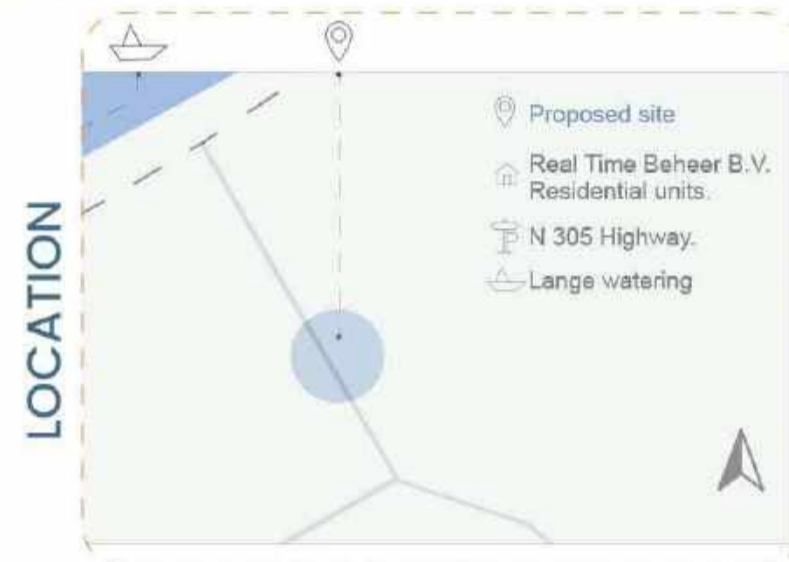 LOCATION
Proposed site
Real Time Beheer B.V.
Residential units.
N 305 Highway.
Lange watering